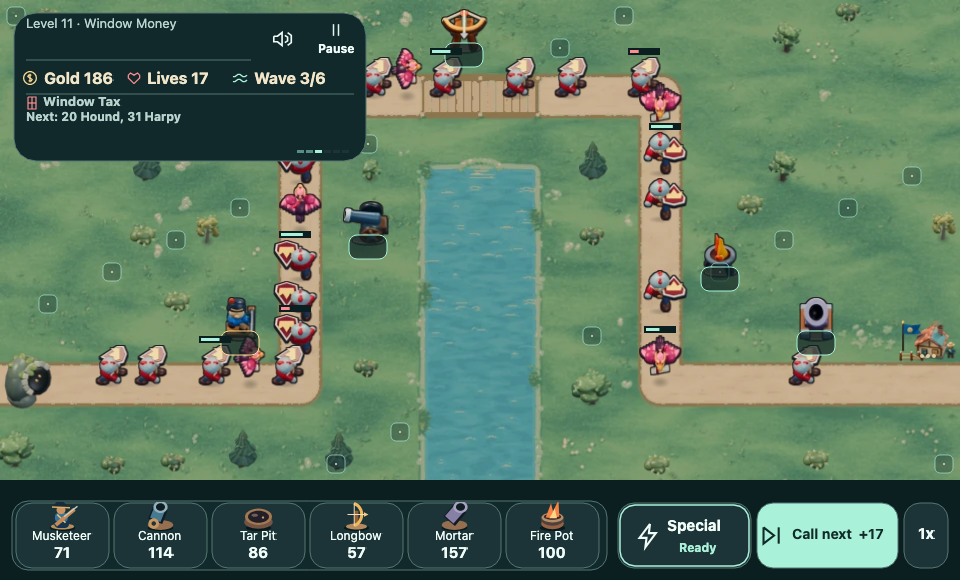 Level 11 · Window Money
Pause
Gold 186
Lives 17
Wave 3/6
Window Tax
Next: 20 Hound, 31 Harpy
Musketeer
71
Cannon
114
Tar Pit
86
Longbow
57
Mortar
157
Fire Pot
100
Special
Ready
Call next +17
1x